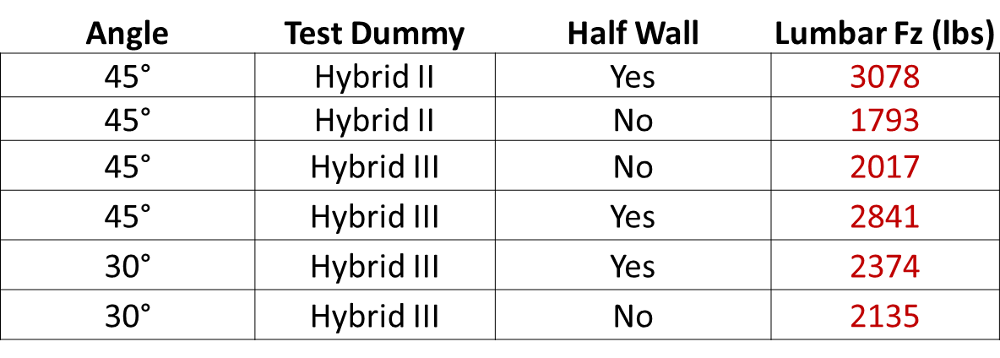 Angle Test Dummy Half Wall Lumbar Fz (lbs)
45° Hybrid II Yes 3078
45° Hybrid II No 1793
45° Hybrid III No 2017
45° Hybrid III Yes 2841
30° Hybrid III Yes 2374
30° Hybrid III No 2135